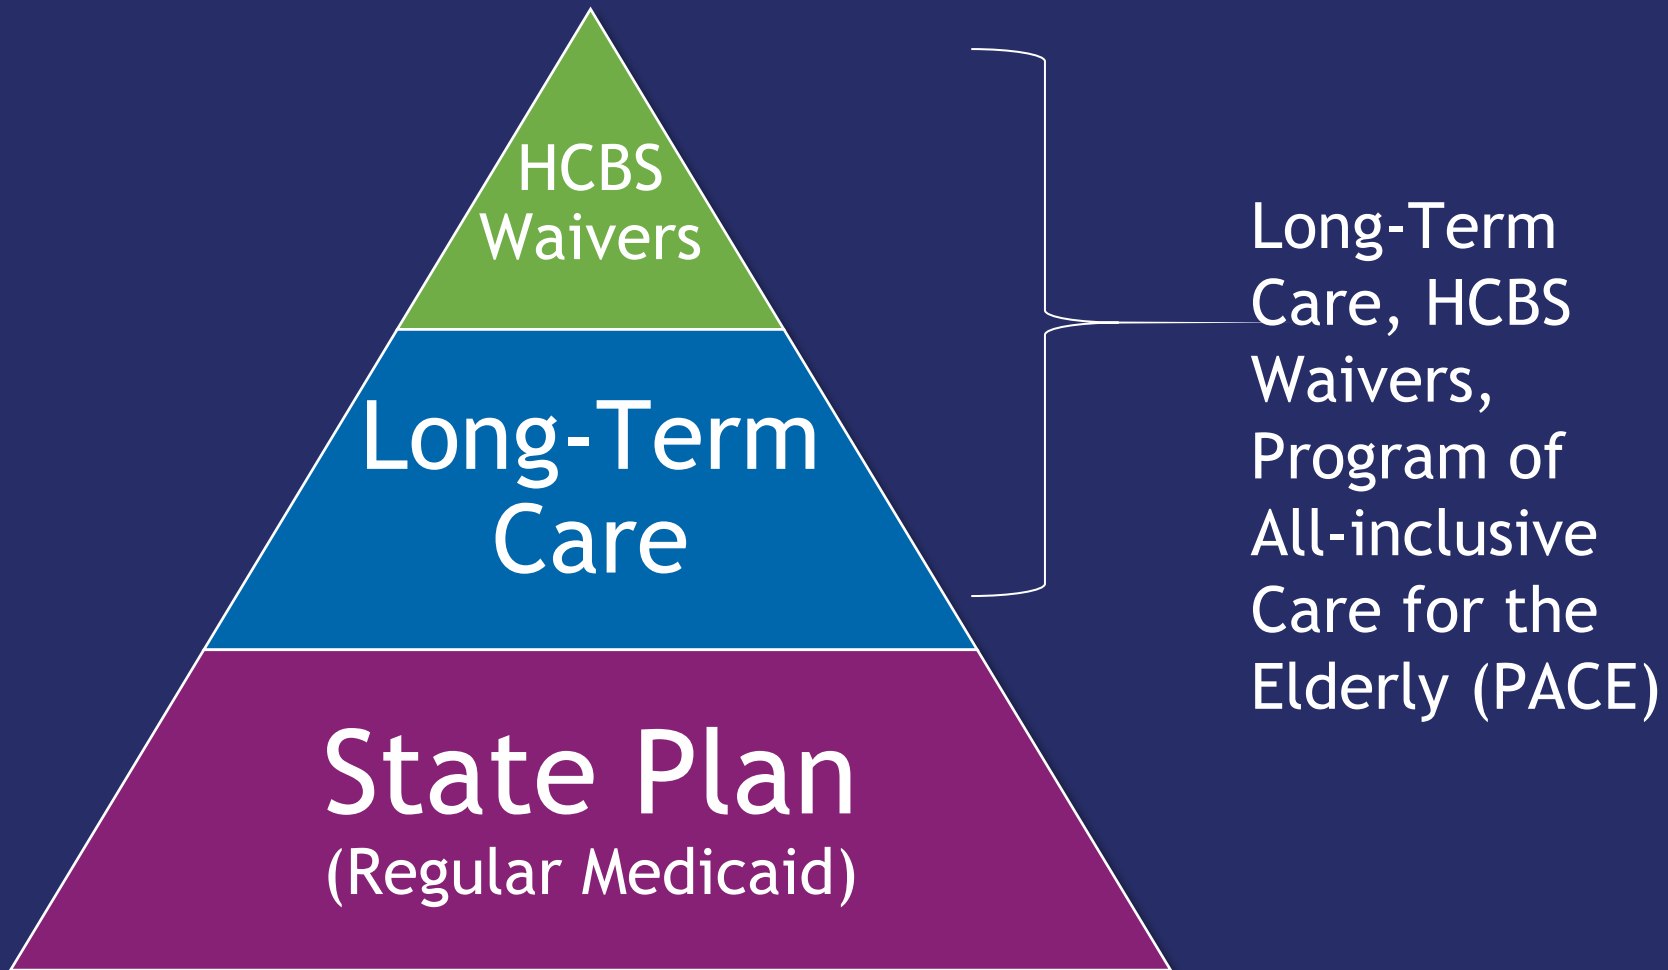 HCBS
Waivers
Long-Term
Care
State Plan
(Regular Medicaid)
Long-Term
Care, HCBS
Waivers,
Program of
All-inclusive
Care for the
Elderly (PACE)